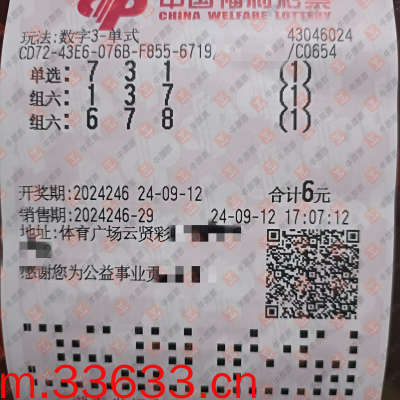 中国福利彩票
CHINA WELFARE LOTTERY
玩法:数字3-单式 43046024
CD72-43E6-076B-F855-6719, /C0654
单选: 7 3 1 (1)
组六: 1 3 7 (1)
组六: 6 7 8 (1)
开奖期:2024246 24-09-12 合计6元
销售期:2024246-29 24-09-12 17:07:12
地址:体育广场云贤彩
感谢您为公益事业贡
m.33633.cn